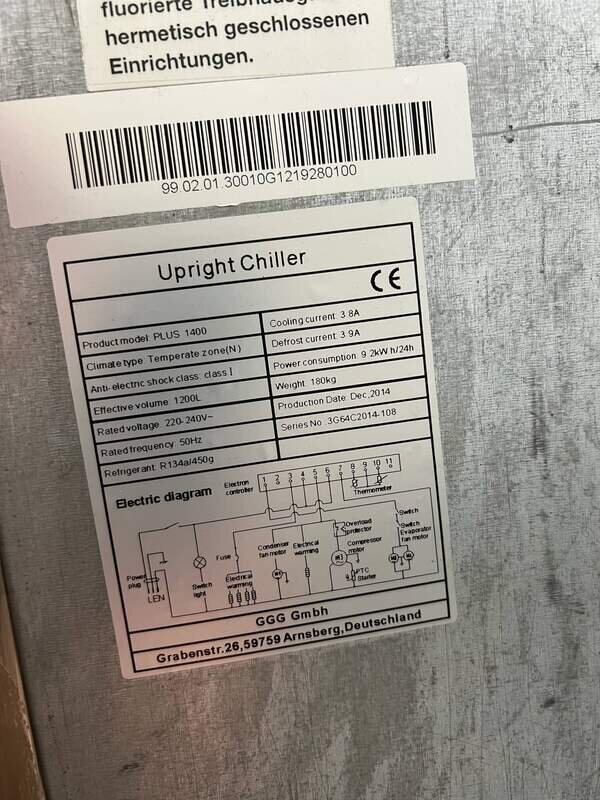 fluorierte Treibhausg
hermetisch geschlossenen
Einrichtungen.
99.02.01.30010G1219280100
Upright Chiller
CE
Product model: PLUS 1400
Climate type: Temperate zone(N)
Anti-electric shock class: class I
Effective volume: 1200L
Rated voltage: 220-240V~
Rated frequency: 50Hz
Refrigerant: R134a/450g
Cooling current: 3.8A
Defrost current: 3.9A
Power consumption: 9.2kW h/24h
Weight: 180kg
Production Date: Dec,2014
Series No.:3G64C2014-108
Electric diagram
Electron
controller
1 2 3 4 5 6 7 8 9 10 11
Thermometer
Power
plug
LEN
Switch
light
Fuse
Electrical
warming
Condenser
fan motor
Electrical
warming
Overload
protector
Compressor
motor
PTC
Starter
Switch
Switch
Evaporator
fan motor
GGG Gmbh
Grabenstr.26,59759 Arnsberg,Deutschland